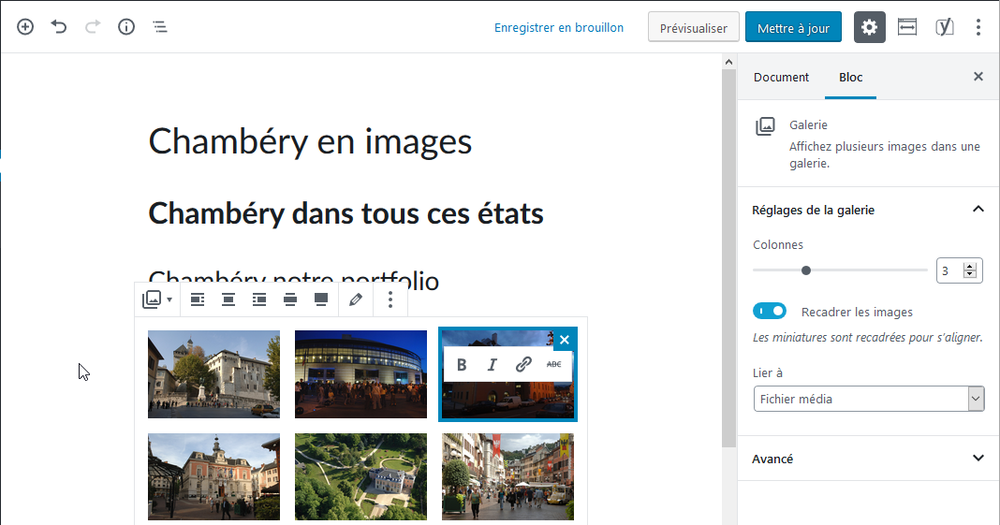 Enregistrer en brouillon
Prévisualiser
Mettre à jour
Document
Bloc
Galerie
Affichez plusieurs images dans une
galerie.
Réglages de la galerie
Colonnes
3
Recadrer les images
Les miniatures sont recadrées pour s'aligner.
Lier à
Fichier média
Avancé
Chambéry en images
Chambéry dans tous ces états
Chambéry notre portfolio
B I ABC